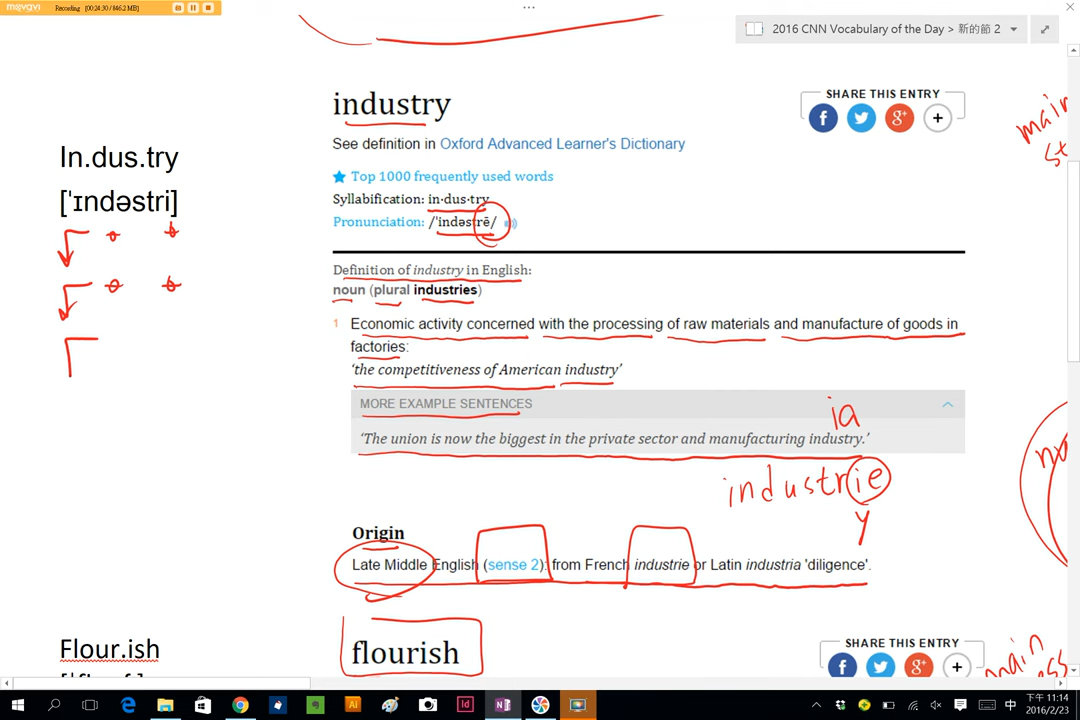 movavi Recording [00:24:30/846.2 MB]
2016 CNN Vocabulary of the Day > 新的節 2
industry
SHARE THIS ENTRY
main
See definition in Oxford Advanced Learner's Dictionary
In.dus.try
Top 1000 frequently used words
[ˈɪndəstri]
Syllabification: in·dus·try
Pronunciation: /ˈindəstrē/
Definition of industry in English:
noun (plural industries)
1 Economic activity concerned with the processing of raw materials and manufacture of goods in
factories:
‘the competitiveness of American industry’
MORE EXAMPLE SENTENCES
ia
‘The union is now the biggest in the private sector and manufacturing industry.’
industrie
y
Origin
Late Middle English (sense 2): from French industrie or Latin industria 'diligence'.
Flour.ish
flourish
SHARE THIS ENTRY
main
下午 11:14
2016/2/23